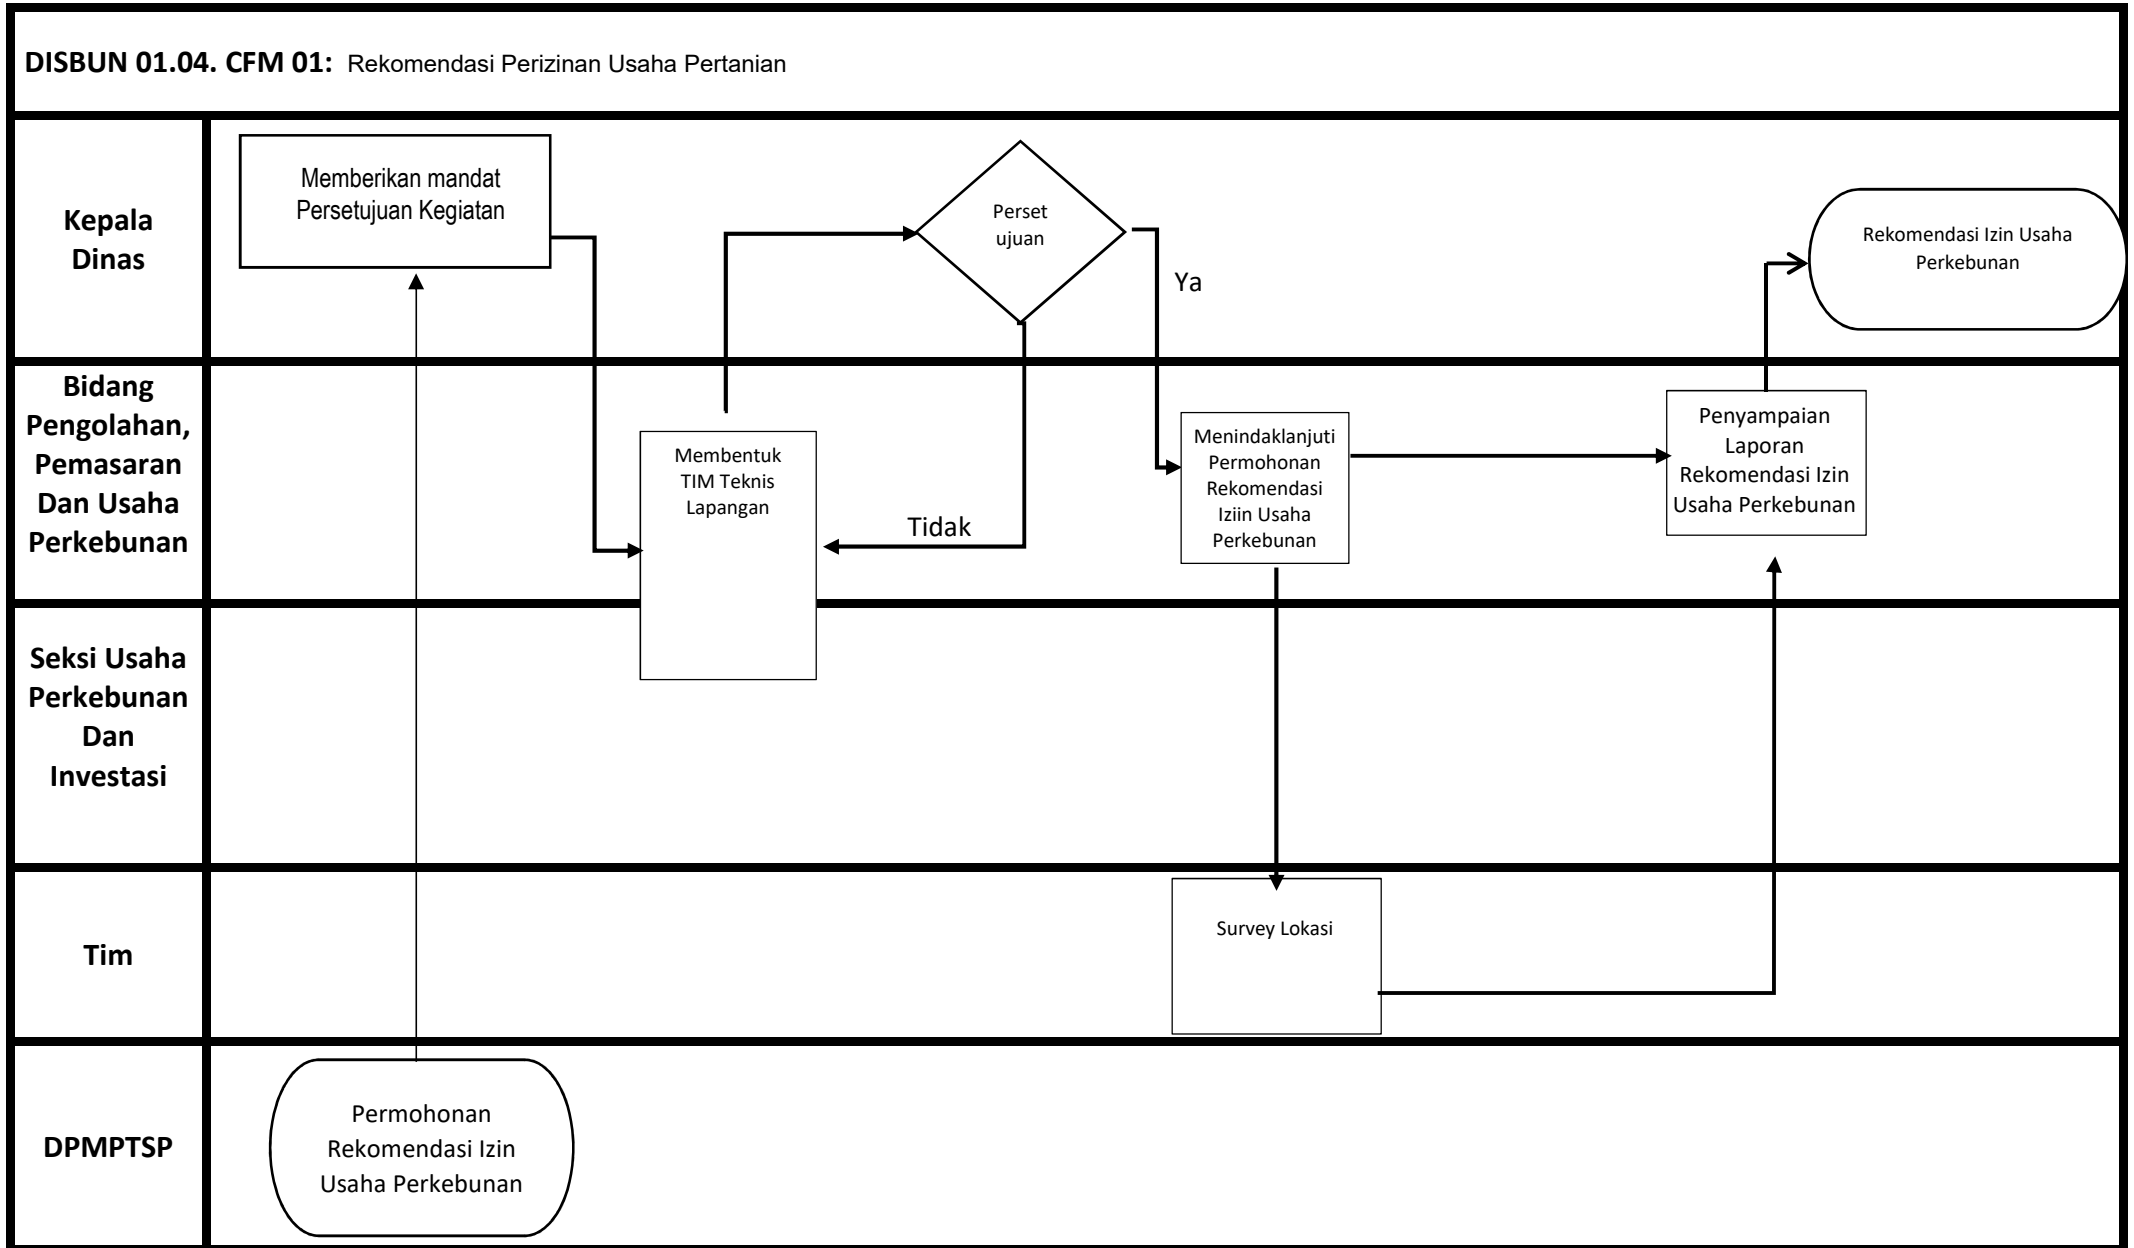 DISBUN 01.04. CFM 01: Rekomendasi Perizinan Usaha Pertanian
Kepala
Dinas
Memberikan mandat
Persetujuan Kegiatan
Perset
ujuan
Ya
Rekomendasi Izin Usaha
Perkebunan
Bidang
Pengolahan,
Pemasaran
Dan Usaha
Perkebunan
Membentuk
TIM Teknis
Lapangan
Tidak
Menindaklanjuti
Permohonan
Rekomendasi
Iziin Usaha
Perkebunan
Penyampaian
Laporan
Rekomendasi Izin
Usaha Perkebunan
Seksi Usaha
Perkebunan
Dan
Investasi
Tim
Survey Lokasi
DPMPTSP
Permohonan
Rekomendasi Izin
Usaha Perkebunan